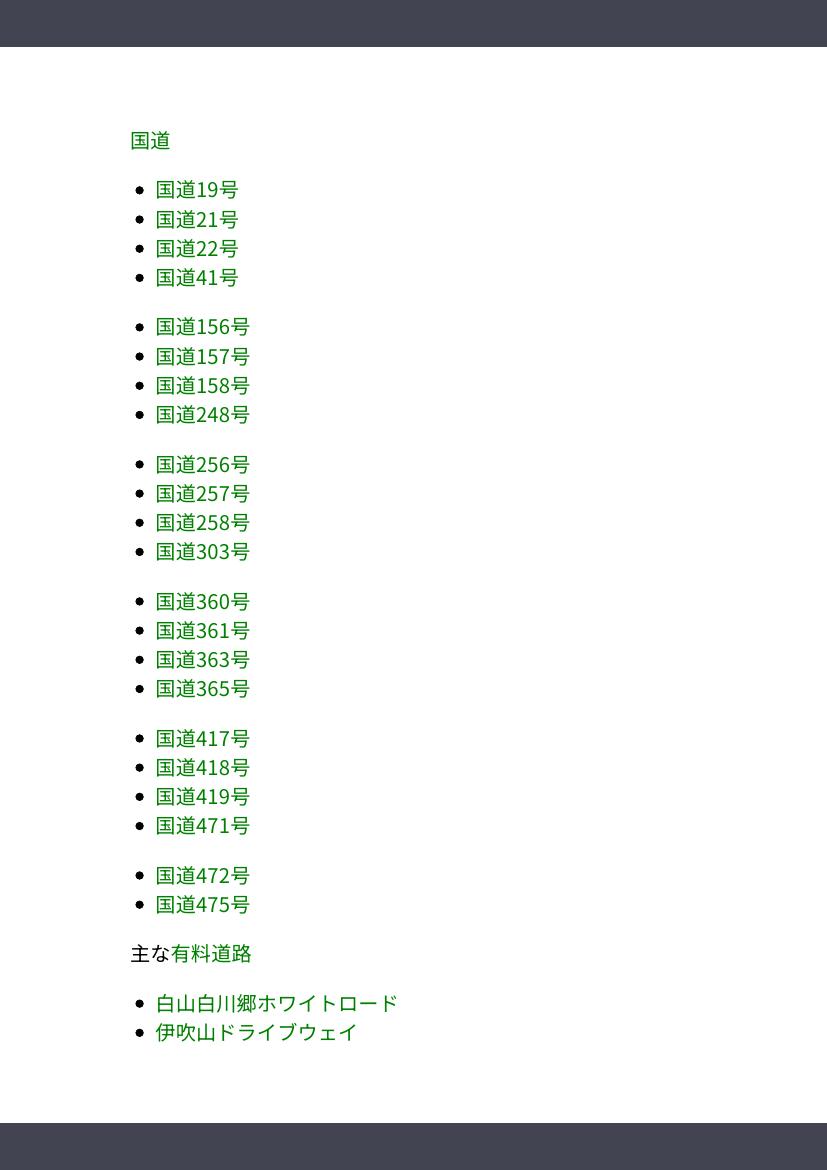 国道
国道19号
国道21号
国道22号
国道41号
国道156号
国道157号
国道158号
国道248号
国道256号
国道257号
国道258号
国道303号
国道360号
国道361号
国道363号
国道365号
国道417号
国道418号
国道419号
国道471号
国道472号
国道475号
主な有料道路
白山白川郷ホワイトロード
伊吹山ドライブウェイ